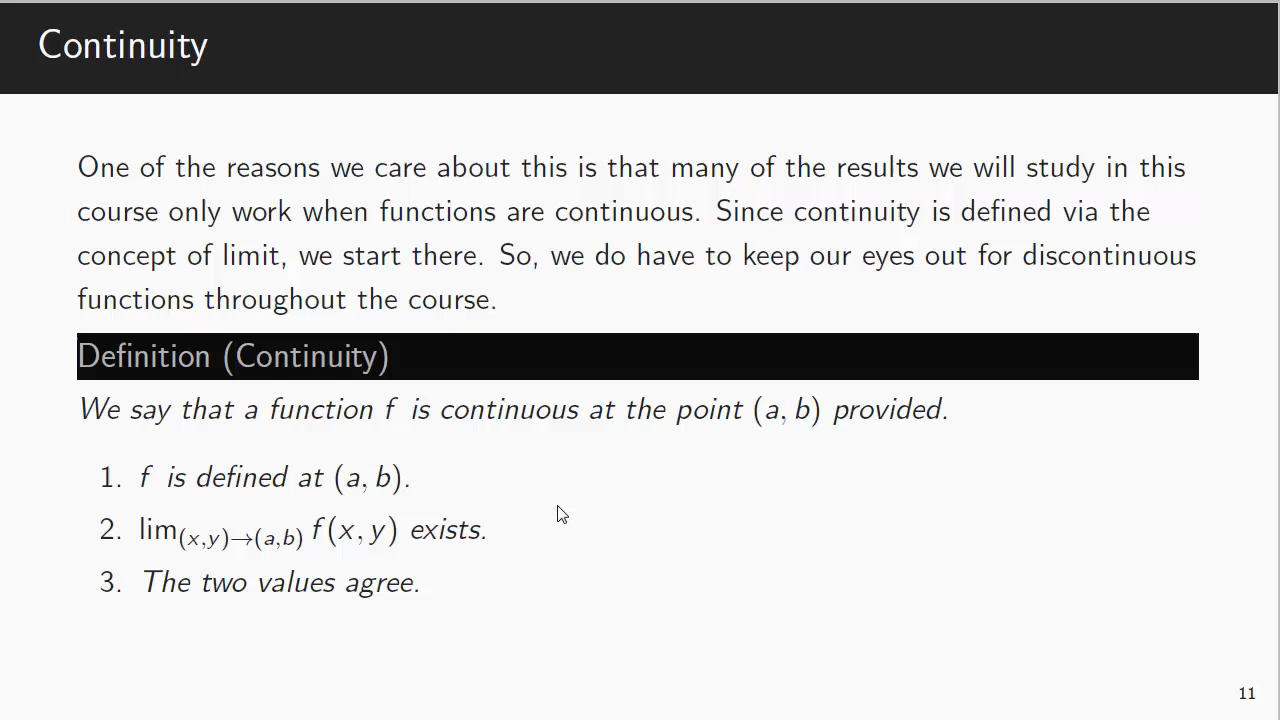 Continuity
One of the reasons we care about this is that many of the results we will study in this
course only work when functions are continuous. Since continuity is defined via the
concept of limit, we start there. So, we do have to keep our eyes out for discontinuous
functions throughout the course.
Definition (Continuity)
We say that a function f is continuous at the point (a, b) provided.
1. f is defined at (a, b).
2. lim(x,y)→(a,b) f(x, y) exists.
3. The two values agree.
11